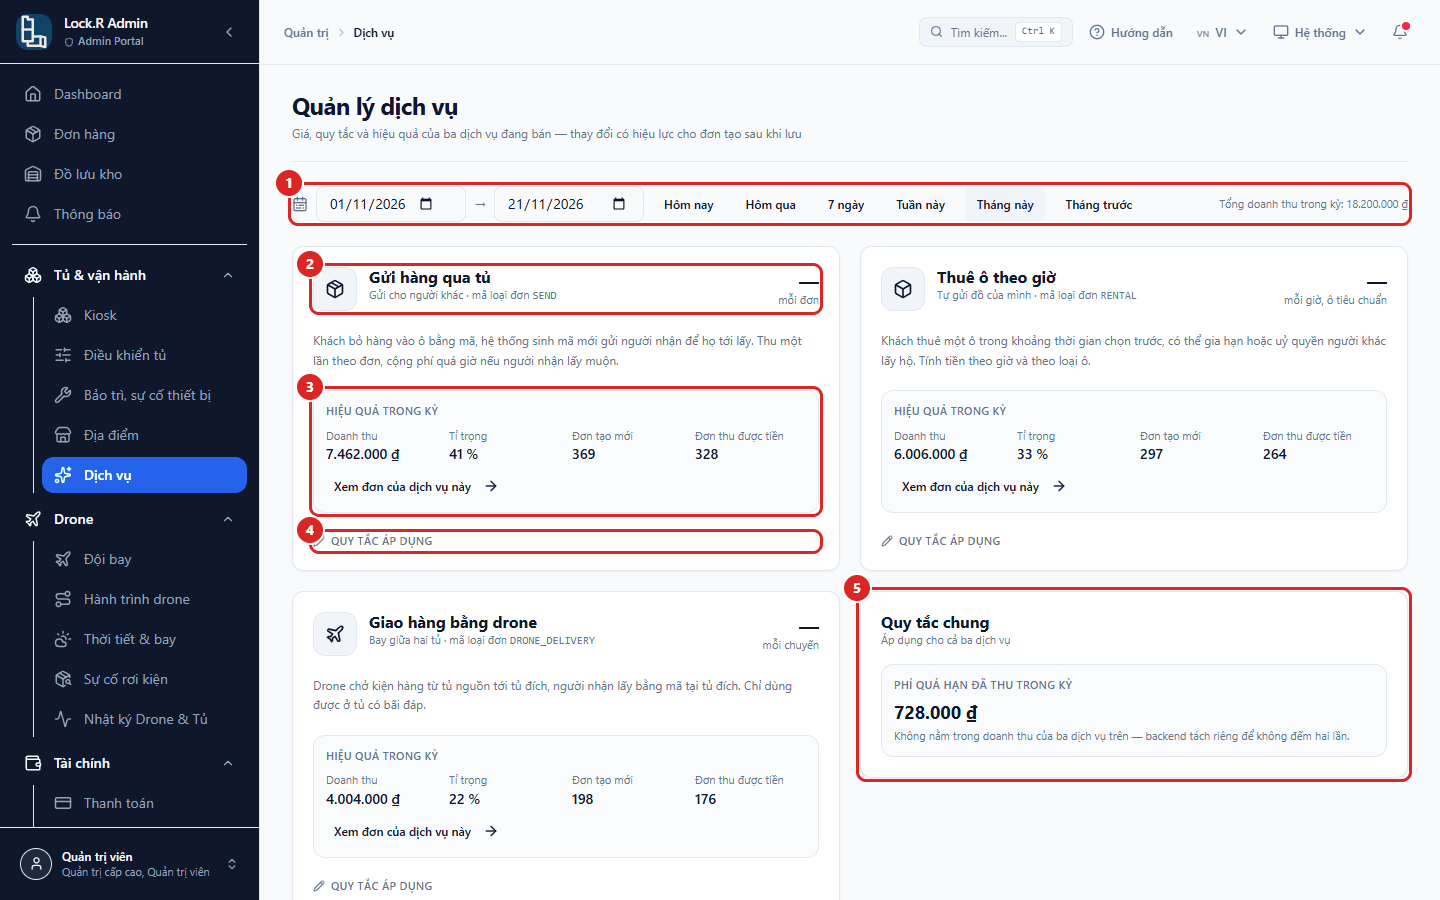 Lock.R Admin
Admin Portal
Dashboard
Đơn hàng
Đồ lưu kho
Thông báo
Tủ & vận hành
Kiosk
Điều khiển tủ
Bảo trì, sự cố thiết bị
Địa điểm
Dịch vụ
Drone
Đội bay
Hành trình drone
Thời tiết & bay
Sự cố rơi kiện
Nhật ký Drone & Tủ
Tài chính
Thanh toán
Quản trị viên
Quản trị cấp cao, Quản trị viên
Quản trị > Dịch vụ
Tìm kiếm... Ctrl K
Hướng dẫn
VN VI
Hệ thống
Quản lý dịch vụ
Giá, quy tắc và hiệu quả của ba dịch vụ đang bán — thay đổi có hiệu lực cho đơn tạo sau khi lưu
1
01/11/2026 → 21/11/2026 Hôm nay Hôm qua 7 ngày Tuần này Tháng này Tháng trước Tổng doanh thu trong kỳ: 18.200.000 ₫
2
Gửi hàng qua tủ —
Gửi cho người khác · mã loại đơn SEND mỗi đơn
Khách bỏ hàng vào ô bằng mã, hệ thống sinh mã mới gửi người nhận để họ tới lấy. Thu một
lần theo đơn, cộng phí quá giờ nếu người nhận lấy muộn.
3
HIỆU QUẢ TRONG KỲ
Doanh thu Tỉ trọng Đơn tạo mới Đơn thu được tiền
7.462.000 ₫ 41 % 369 328
Xem đơn của dịch vụ này →
4
QUY TẮC ÁP DỤNG
Thuê ô theo giờ —
Tự gửi đồ của mình · mã loại đơn RENTAL mỗi giờ, ô tiêu chuẩn
Khách thuê một ô trong khoảng thời gian chọn trước, có thể gia hạn hoặc uỷ quyền người khác
lấy hộ. Tính tiền theo giờ và theo loại ô.
HIỆU QUẢ TRONG KỲ
Doanh thu Tỉ trọng Đơn tạo mới Đơn thu được tiền
6.006.000 ₫ 33 % 297 264
Xem đơn của dịch vụ này →
QUY TẮC ÁP DỤNG
Giao hàng bằng drone —
Bay giữa hai tủ · mã loại đơn DRONE_DELIVERY mỗi chuyến
Drone chở kiện hàng từ tủ nguồn tới tủ đích, người nhận lấy bằng mã tại tủ đích. Chỉ dùng
được ở tủ có bãi đáp.
HIỆU QUẢ TRONG KỲ
Doanh thu Tỉ trọng Đơn tạo mới Đơn thu được tiền
4.004.000 ₫ 22 % 198 176
Xem đơn của dịch vụ này →
QUY TẮC ÁP DỤNG
5
Quy tắc chung
Áp dụng cho cả ba dịch vụ
PHÍ QUÁ HẠN ĐÃ THU TRONG KỲ
728.000 ₫
Không nằm trong doanh thu của ba dịch vụ trên — backend tách riêng để không đếm hai lần.